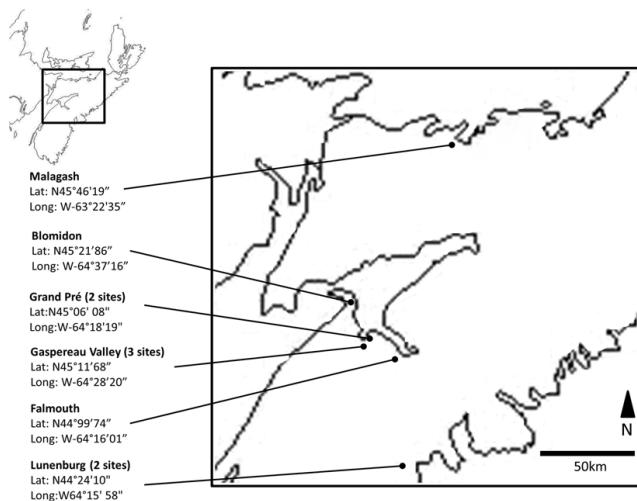 Malagash
Lat: N45°46'19”
Long: W-63°22'35”
Blomidon
Lat: N45°21’86”
Long: W-64°37’16”
Grand Pré (2 sites)
Lat:N45°06’ 08"
Long:W-64°18’19"
Gaspereau Valley (3 sites)
Lat: N45°11’68”
Long: W-64°28’20”
Falmouth
Lat: N44°99’74”
Long: W-64°16’01”
Lunenburg (2 sites)
Lat: N44°24’10"
Long:W64°15’ 58"
N
50km